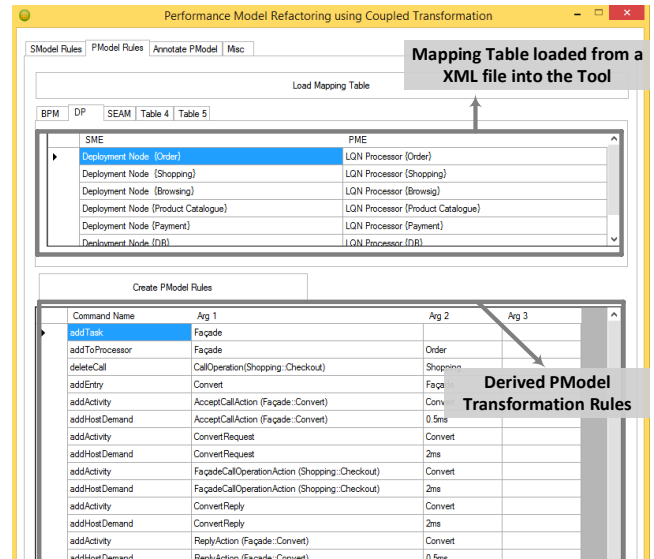 Performance Model Refactoring using Coupled Transformation
SModel Rules PModel Rules Annotate PModel Misc
Mapping Table loaded from a
XML file into the Tool
Load Mapping Table
BPM DP SEAM Table 4 Table 5
SME PME
Deployment Node {Order} LQN Processor {Order}
Deployment Node {Shopping} LQN Processor {Shopping}
Deployment Node {Browsing} LQN Processor {Browsig}
Deployment Node {Product Catalogue} LQN Processor {Product Catalogue}
Deployment Node {Payment} LQN Processor {Payment}
Deployment Node {DB} LQN Processor {DB}
Create PModel Rules
Command Name Arg 1 Arg 2 Arg 3
addTask Façade
addToProcessor Façade Order
deleteCall CallOperation(Shopping::Checkout) Shopping
addEntry Convert
addActivity AcceptCallAction (Façade::Convert)
Derived PModel
Transformation Rules
addHostDemand AcceptCallAction (Façade::Convert) 0.5ms
addActivity ConvertRequest Convert
addHostDemand ConvertRequest 2ms
addActivity FaçadeCallOperationAction (Shopping::Checkout) Convert
addHostDemand FaçadeCallOperationAction (Shopping::Checkout) 2ms
addActivity ConvertReply Convert
addHostDemand ConvertReply 2ms
addActivity ReplyAction (Façade::Convert) Convert
addHostDemand ReplyAction (Façade::Convert) 0.5ms